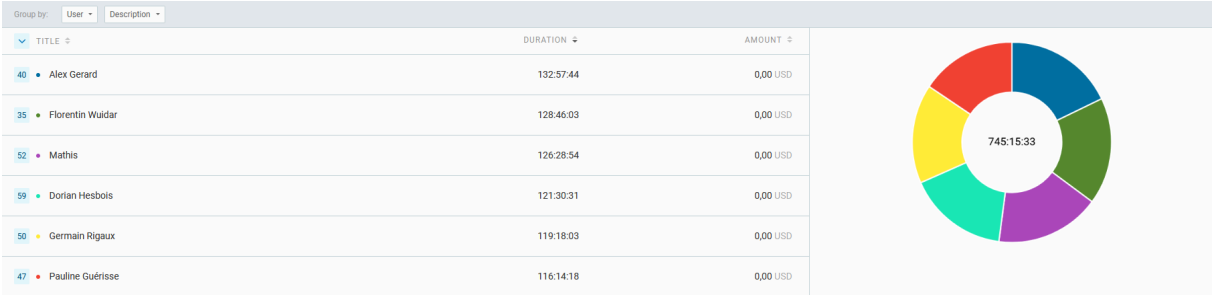 Group by: User Description
TITLE DURATION AMOUNT
40 Alex Gerard 132:57:44 0,00 USD
35 Florentin Wuidar 128:46:03 0,00 USD
52 Mathis 126:28:54 0,00 USD
59 Dorian Hesbois 121:30:31 0,00 USD
50 Germain Rigaux 119:18:03 0,00 USD
47 Pauline Guérisse 116:14:18 0,00 USD
745:15:33